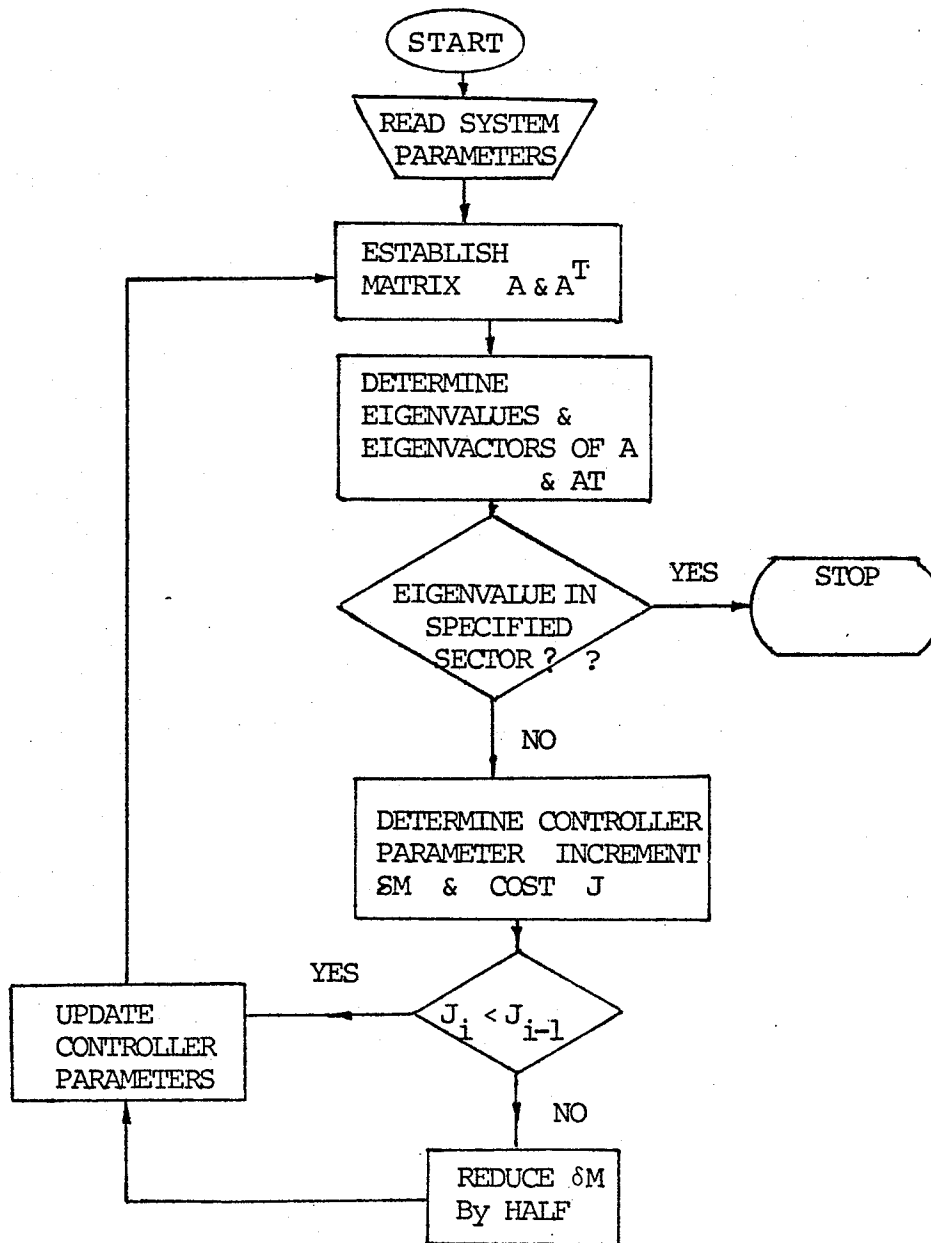 START
READ SYSTEM
PARAMETERS
ESTABLISH
MATRIX A & A^T
DETERMINE
EIGENVALUES &
EIGENVACTORS OF A
& AT
EIGENVALUE IN
SPECIFIED
SECTOR ? ?
YES
STOP
NO
DETERMINE CONTROLLER
PARAMETER INCREMENT
δM & COST J
J_i < J_{i-1}
YES
UPDATE
CONTROLLER
PARAMETERS
NO
REDUCE δM
By HALF